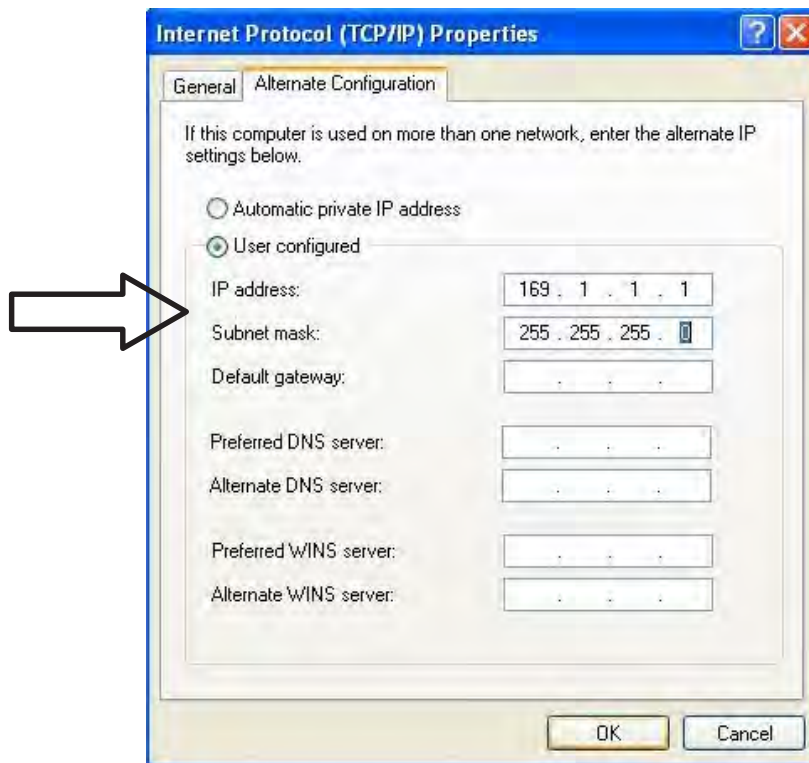 Internet Protocol (TCP/IP) Properties
General
Alternate Configuration
If this computer is used on more than one network, enter the alternate IP
settings below.
Automatic private IP address
User configured
IP address: 169 . 1 . 1 . 1
Subnet mask: 255 . 255 . 255 . 0
Default gateway: . . .
Preferred DNS server: . . .
Alternate DNS server: . . .
Preferred WINS server: . . .
Alternate WINS server: . . .
OK Cancel